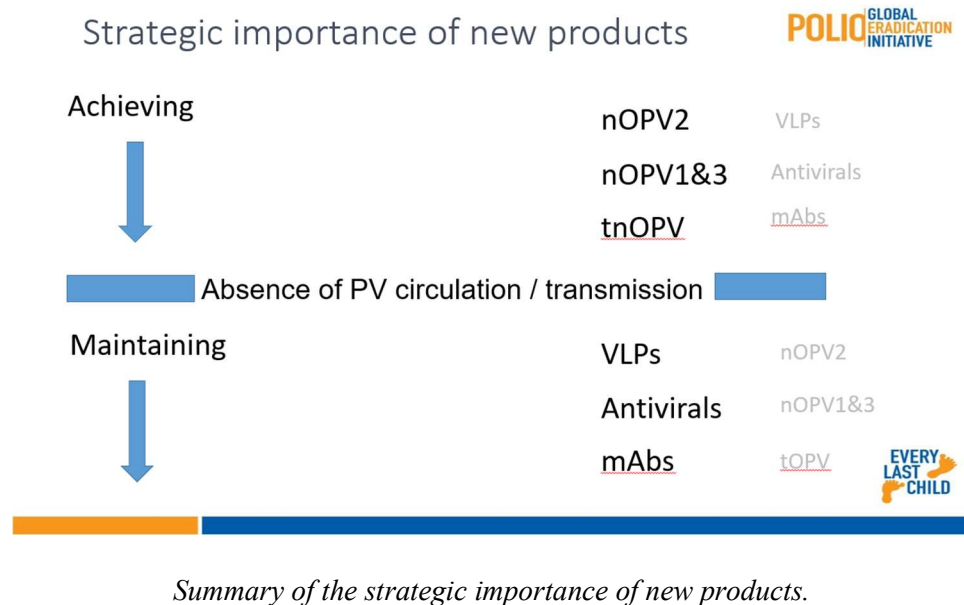 Strategic importance of new products
POLIO GLOBAL
ERADICATION
INITIATIVE
Achieving
nOPV2 VLPs
nOPV1&3 Antivirals
tnOPV mAbs
Absence of PV circulation / transmission
Maintaining
VLPs nOPV2
Antivirals nOPV1&3
mAbs tOPV
EVERY
LAST
CHILD
Summary of the strategic importance of new products.